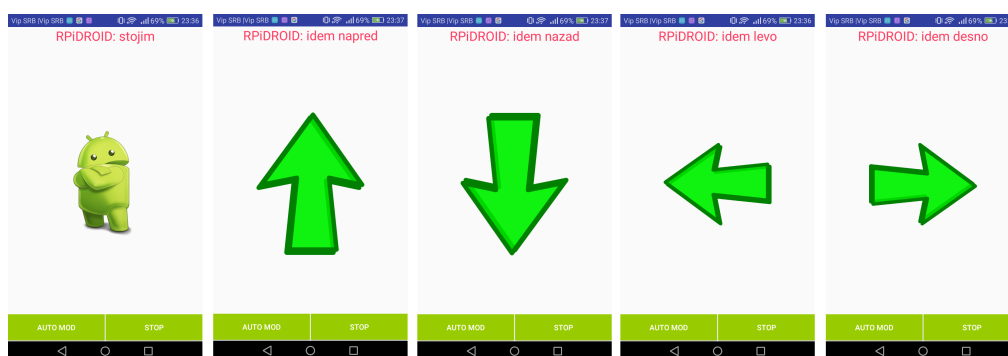 Vip SRB |Vip SRB 69% 23:36
RPiDROID: stojim
AUTO MOD STOP
Vip SRB |Vip SRB 69% 23:37
RPiDROID: idem napred
AUTO MOD STOP
Vip SRB |Vip SRB 69% 23:37
RPiDROID: idem nazad
AUTO MOD STOP
Vip SRB |Vip SRB 69% 23:36
RPiDROID: idem levo
AUTO MOD STOP
Vip SRB |Vip SRB 69% 23
RPiDROID: idem desno
AUTO MOD STOP